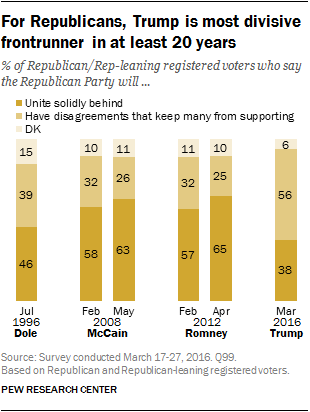 For Republicans, Trump is most divisive
frontrunner in at least 20 years
% of Republican/Rep-leaning registered voters who say
the Republican Party will ...
Unite solidly behind
Have disagreements that keep many from supporting
DK
15 10 11 11 10 6
39 32 26 32 25 56
46 58 63 57 65 38
Jul Feb May Feb Apr Mar
1996 2008 2012 2016
Dole McCain Romney Trump
Source: Survey conducted March 17-27, 2016. Q99.
Based on Republican and Republican-leaning registered voters.
PEW RESEARCH CENTER